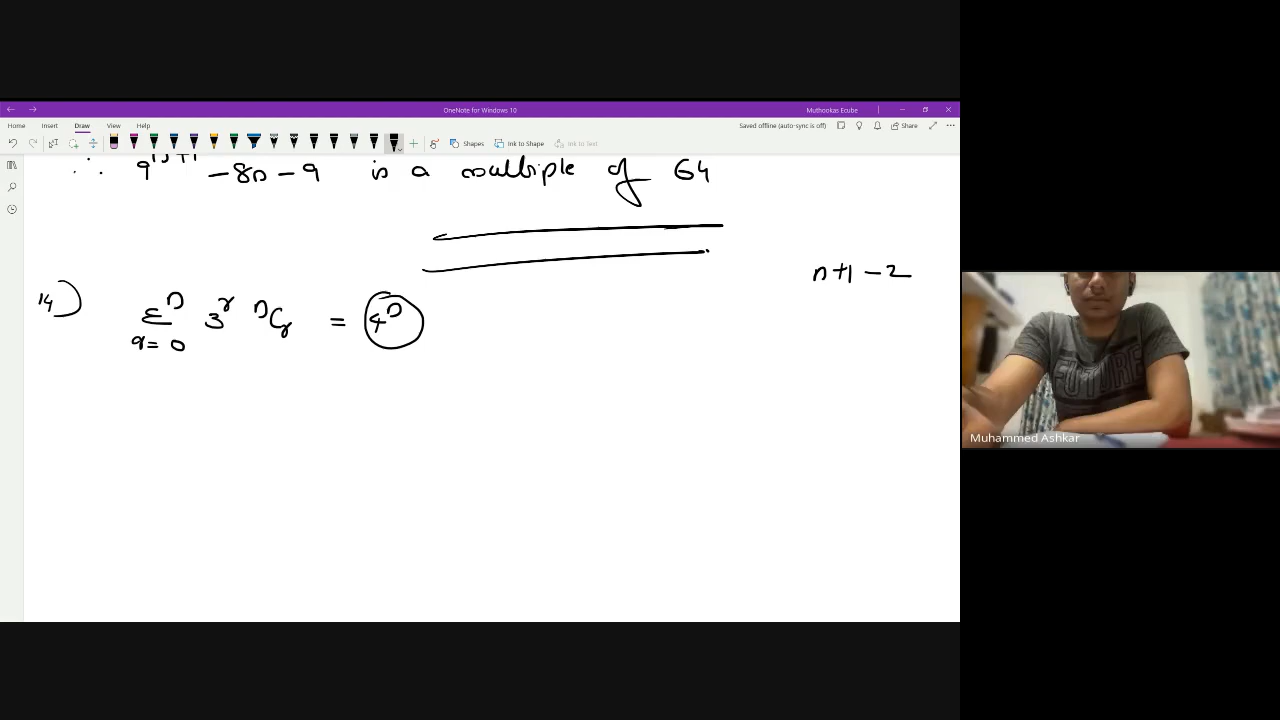 OneNote for Windows 10
Muthookas Ecube
Home Insert Draw View Help
Saved offline (auto-sync is off) Share
Shapes Ink to Shape Ink to Text
∴ 9ⁿ⁺¹ – 8n – 9 is a multiple of 64
n+1 – 2
14) Σⁿ 3ʳ ⁿCᵣ = 4ⁿ
r = 0
FUTURE
Muhammed Ashkar